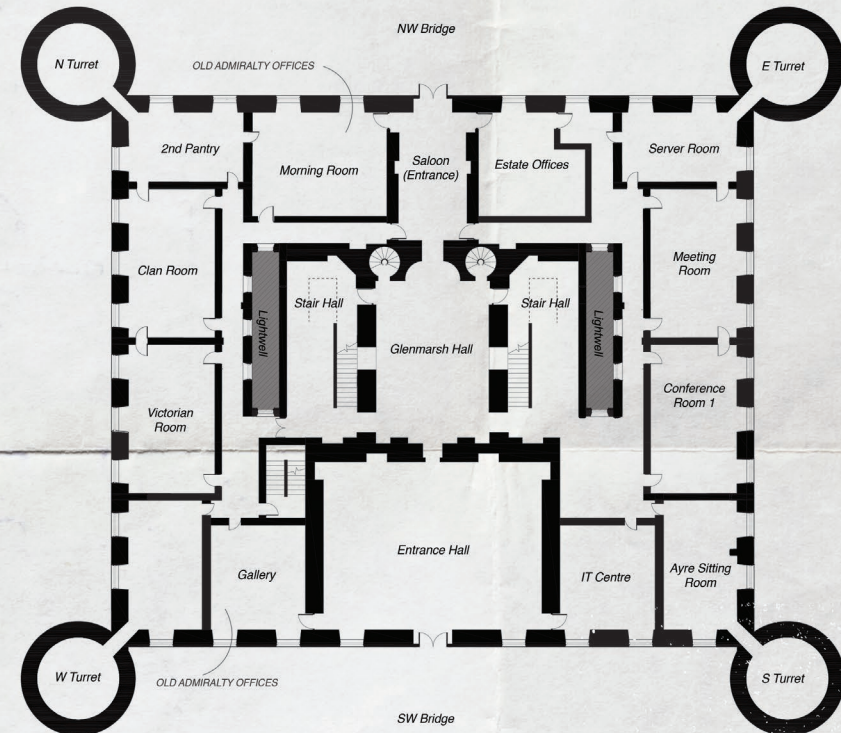 NW Bridge
N Turret
OLD ADMIRALTY OFFICES
E Turret
2nd Pantry
Morning Room
Saloon
(Entrance)
Estate Offices
Server Room
Clan Room
Meeting
Room
Stair Hall
Stair Hall
Lightwell
Lightwell
Glenmarsh Hall
Victorian
Room
Conference
Room 1
Entrance Hall
Gallery
IT Centre
Ayre Sitting
Room
W Turret
OLD ADMIRALTY OFFICES
S Turret
SW Bridge